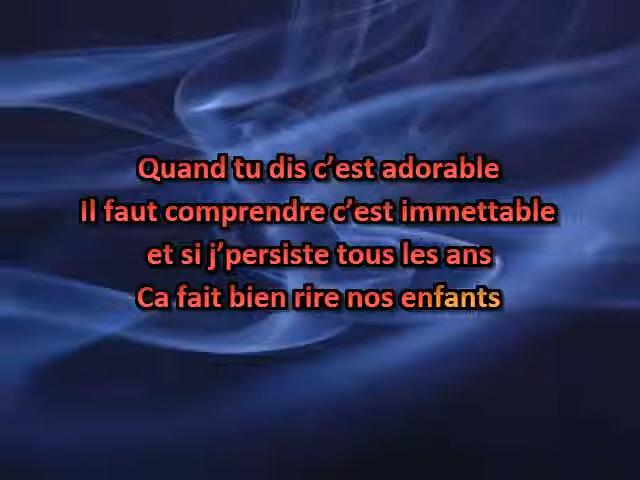 Quand tu dis c’est adorable
Il faut comprendre c’est immettable
et si j’persiste tous les ans
Ca fait bien rire nos enfants